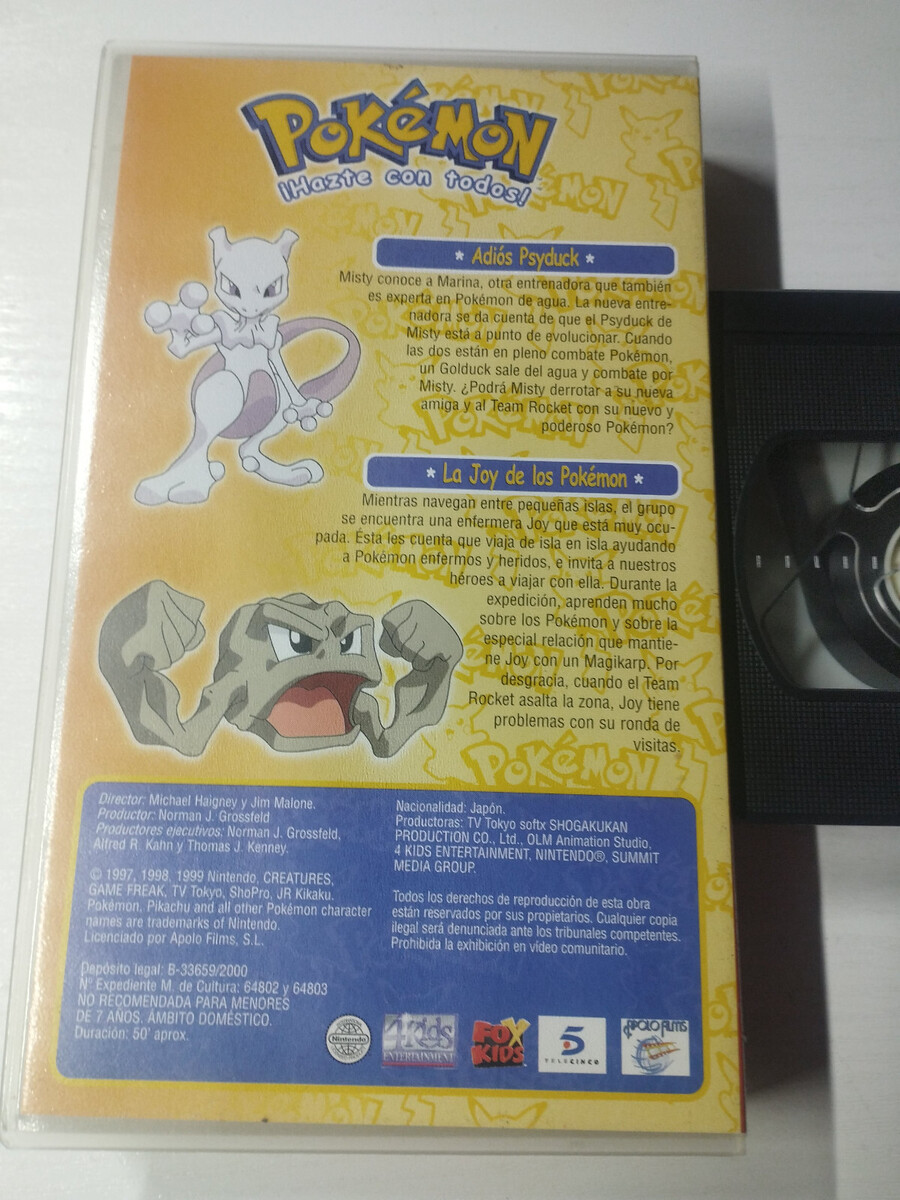 POKéMON
¡Hazte con todos!
* Adiós Psyduck *
Misty conoce a Marina, otra entrenadora que también
es experta en Pokémon de agua. La nueva entre-
nadora se da cuenta de que el Psyduck de
Misty está a punto de evolucionar. Cuando
las dos están en pleno combate Pokémon,
un Golduck sale del agua y combate por
Misty. ¿Podrá Misty derrotar a su nueva
amiga y al Team Rocket con su nuevo y
poderoso Pokémon?
* La Joy de los Pokémon *
Mientras navegan entre pequeñas islas, el grupo
se encuentra una enfermera Joy que está muy ocu-
pada. Ésta les cuenta que viaja de isla en isla ayudando
a Pokémon enfermos y heridos, e invita a nuestros
héroes a viajar con ella. Durante la
expedición, aprenden mucho
sobre los Pokémon y sobre la
especial relación que mantie-
ne Joy con un Magikarp. Por
desgracia, cuando el Team
Rocket asalta la zona, Joy tiene
problemas con su ronda de
visitas.
Director: Michael Haigney y Jim Malone.
Productor: Norman J. Grossfeld
Productores ejecutivos: Norman J. Grossfeld,
Alfred R. Kahn y Thomas J. Kenney.
© 1997, 1998, 1999 Nintendo, CREATURES,
GAME FREAK, TV Tokyo, ShoPro, JR Kikaku.
Pokémon, Pikachu and all other Pokémon character
names are trademarks of Nintendo.
Licenciado por Apolo Films, S.L.
Depósito legal: B-33659/2000
Nº Expediente M. de Cultura: 64802 y 64803
NO RECOMENDADA PARA MENORES
DE 7 AÑOS. ÁMBITO DOMÉSTICO.
Duración: 50' aprox.
Nacionalidad: Japón.
Productoras: TV Tokyo softx SHOGAKUKAN
PRODUCTION CO., Ltd., OLM Animation Studio,
4 KIDS ENTERTAINMENT, NINTENDO®, SUMMIT
MEDIA GROUP.
Todos los derechos de reproducción de esta obra
están reservados por sus propietarios. Cualquier copia
ilegal será denunciada ante los tribunales competentes.
Prohibida la exhibición en vídeo comunitario.
Nintendo
4Kids
ENTERTAINMENT
FOX
KIDS
5
TELECINCO
APOLO FILMS